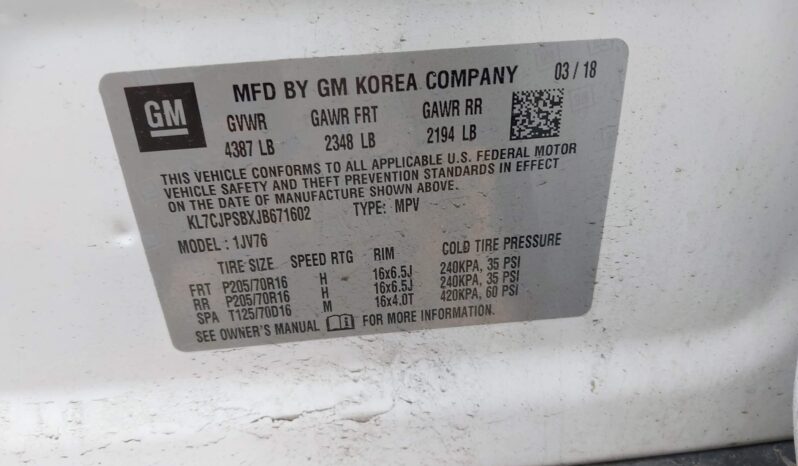 GM
MFD BY GM KOREA COMPANY 03 / 18
GVWR GAWR FRT GAWR RR
4387 LB 2348 LB 2194 LB
THIS VEHICLE CONFORMS TO ALL APPLICABLE U.S. FEDERAL MOTOR
VEHICLE SAFETY AND THEFT PREVENTION STANDARDS IN EFFECT
ON THE DATE OF MANUFACTURE SHOWN ABOVE.
KL7CJPSBXJB671602 TYPE: MPV
MODEL : 1JV76
TIRE SIZE SPEED RTG RIM COLD TIRE PRESSURE
FRT P205/70R16 H 16x6.5J 240KPA, 35 PSI
RR P205/70R16 H 16x6.5J 240KPA, 35 PSI
SPA T125/70D16 M 16x4.0T 420KPA, 60 PSI
SEE OWNER'S MANUAL FOR MORE INFORMATION.